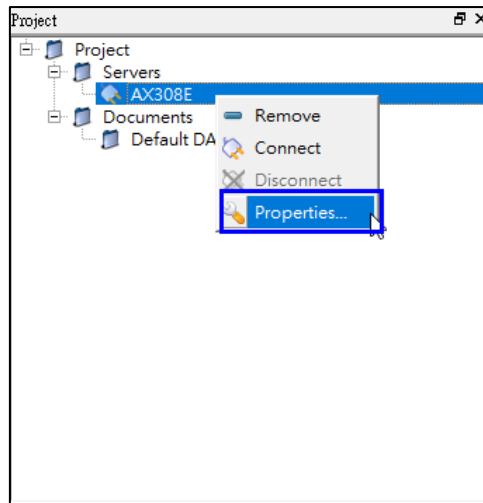 Project
Project
Servers
AX308E
Documents
Default DA
Remove
Connect
Disconnect
Properties...